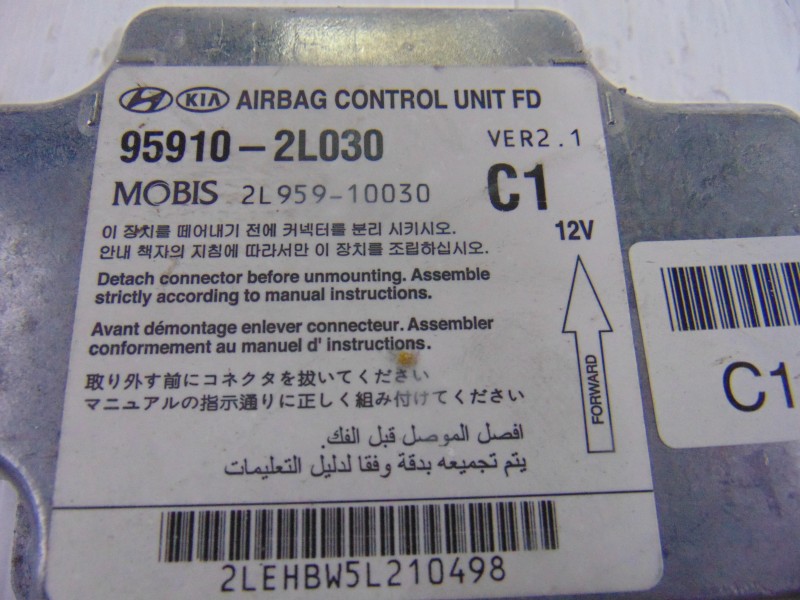 KIA AIRBAG CONTROL UNIT FD
95910-2L030 VER2.1
MOBIS 2L959-10030 C1
이 장치를 떼어내기 전에 커넥터를 분리 시키시오.
안내 책자의 지침에 따라서만 이 장치를 조립하십시오.
12V
Detach connector before unmounting. Assemble
strictly according to manual instructions.
Avant démontage enlever connecteur. Assembler
conformement au manuel d' instructions.
取り外す前にコネクタを抜いてください
マニュアルの指示通りに正しく組み付けてください
افصل الموصل قبل الفك.
يتم تجميعه بدقة وفقا لدليل التعليمات
FORWARD
2LEHBW5L210498
C1